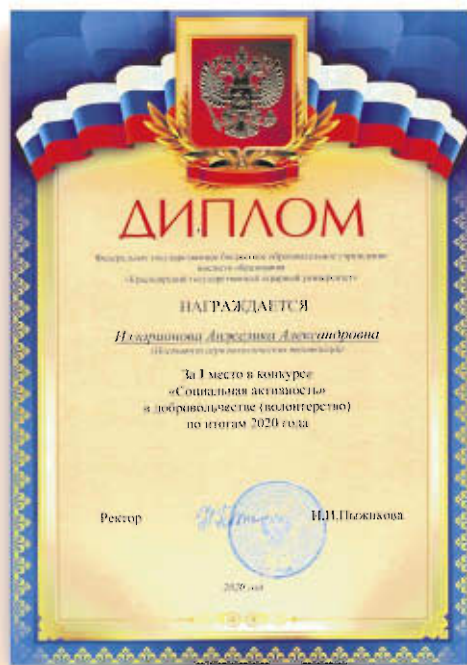 ДИПЛОМ
Федеральное государственное бюджетное образовательное учреждение
высшего образования
«Красноярский государственный аграрный университет»
НАГРАЖДАЕТСЯ
Илларионова Анжелика Александровна
За I место в конкурсе
«Социальная активность»
в добровольчестве (волонтерство)
по итогам 2020 года
Ректор Н.И.Пыжикова
2020 год